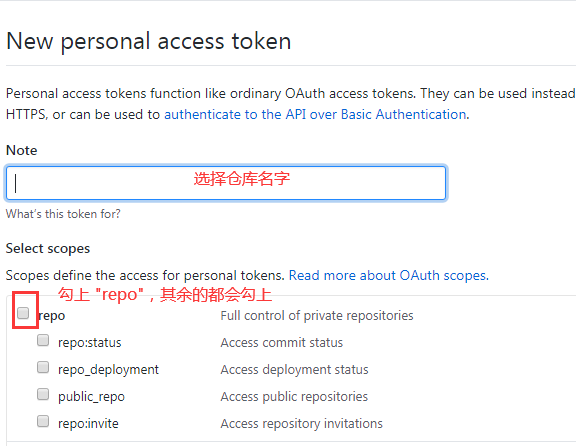 New personal access token
Personal access tokens function like ordinary OAuth access tokens. They can be used instead
HTTPS, or can be used to authenticate to the API over Basic Authentication.
Note
选择仓库名字
What's this token for?
Select scopes
Scopes define the access for personal tokens. Read more about OAuth scopes.
勾上 "repo"，其余的都会勾上
repo Full control of private repositories
repo:status Access commit status
repo_deployment Access deployment status
public_repo Access public repositories
repo:invite Access repository invitations